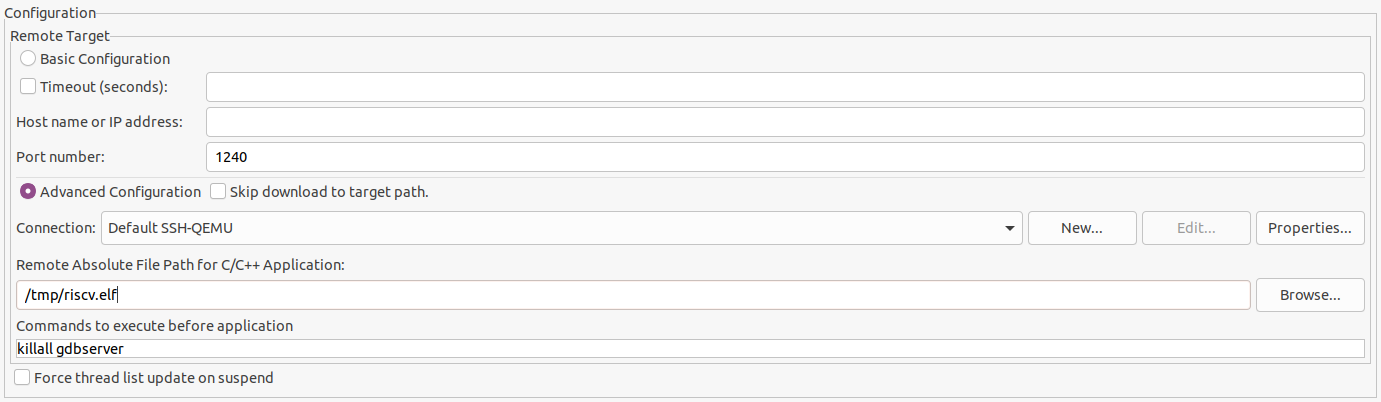 Configuration
Remote Target
Basic Configuration
Timeout (seconds):
Host name or IP address:
Port number: 1240
Advanced Configuration Skip download to target path.
Connection: Default SSH-QEMU New... Edit... Properties...
Remote Absolute File Path for C/C++ Application:
/tmp/riscv.elf Browse...
Commands to execute before application
killall gdbserver
Force thread list update on suspend